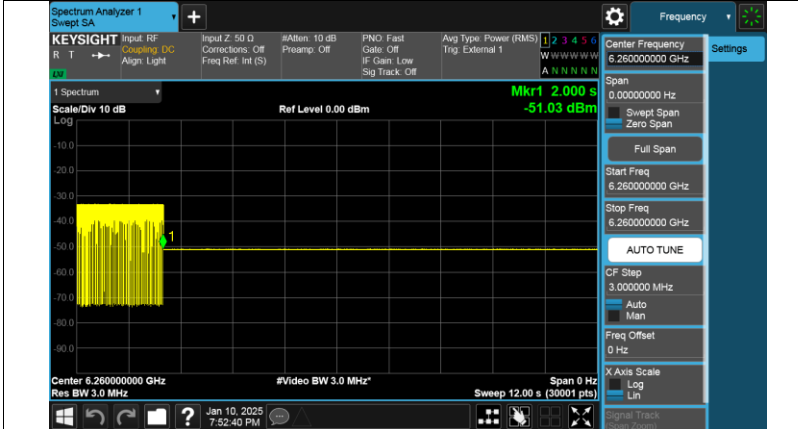 Spectrum Analyzer 1
Swept SA
Frequency
KEYSIGHT
R T
Input: RF
Coupling: DC
Align: Light
Input Z: 50 Ω
Corrections: Off
Freq Ref: Int (S)
#Atten: 10 dB
Preamp: Off
PNO: Fast
Gate: Off
IF Gain: Low
Sig Track: Off
Avg Type: Power (RMS)
Trig: External 1
1 2 3 4 5 6
W W W W W W
A N N N N N
1 Spectrum
Scale/Div 10 dB
Ref Level 0.00 dBm
Mkr1 2.000 s
-51.03 dBm
Log
-10.0
-20.0
-30.0
-40.0
-50.0
-60.0
-70.0
-80.0
-90.0
1
Center 6.260000000 GHz
Res BW 3.0 MHz
#Video BW 3.0 MHz*
Span 0 Hz
Sweep 12.00 s (30001 pts)
?
Jan 10, 2025
7:52:40 PM
Center Frequency
6.260000000 GHz
Span
0.00000000 Hz
Swept Span
Zero Span
Full Span
Start Freq
6.260000000 GHz
Stop Freq
6.260000000 GHz
AUTO TUNE
CF Step
3.000000 MHz
Auto
Man
Freq Offset
0 Hz
X Axis Scale
Log
Lin
Signal Track
(Span Zoom)
Settings